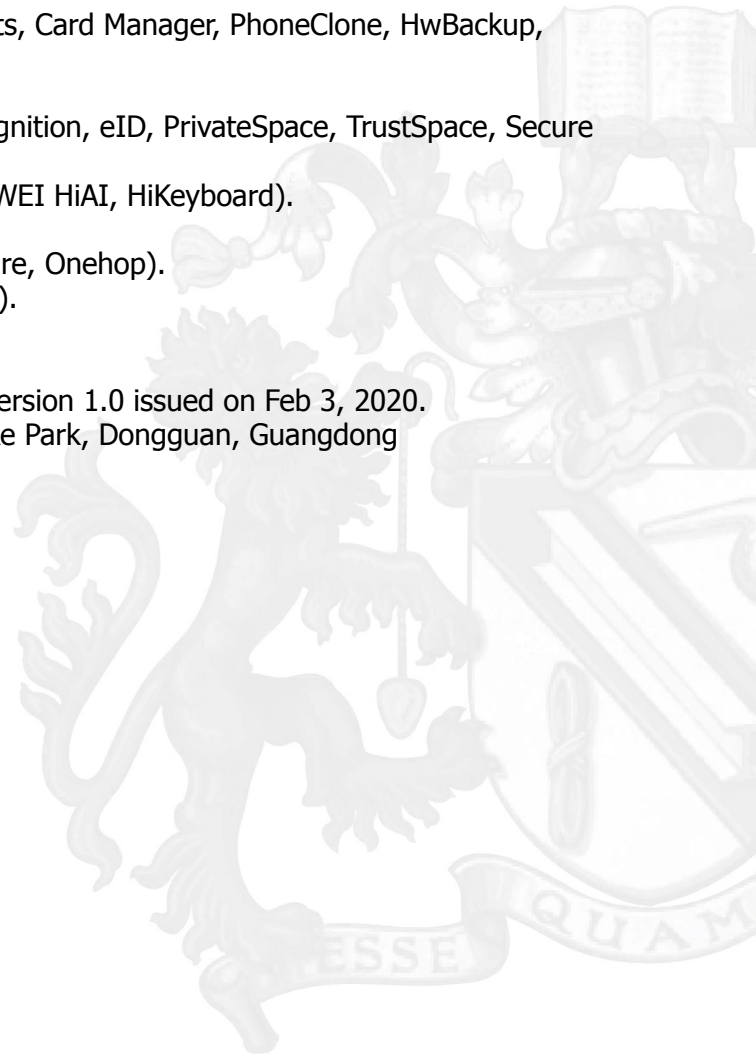 ts, Card Manager, PhoneClone, HwBackup,
gnition, eID, PrivateSpace, TrustSpace, Secure
WEI HiAI, HiKeyboard).
re, Onehop).
).
ersion 1.0 issued on Feb 3, 2020.
e Park, Dongguan, Guangdong
ESSE
QUAM